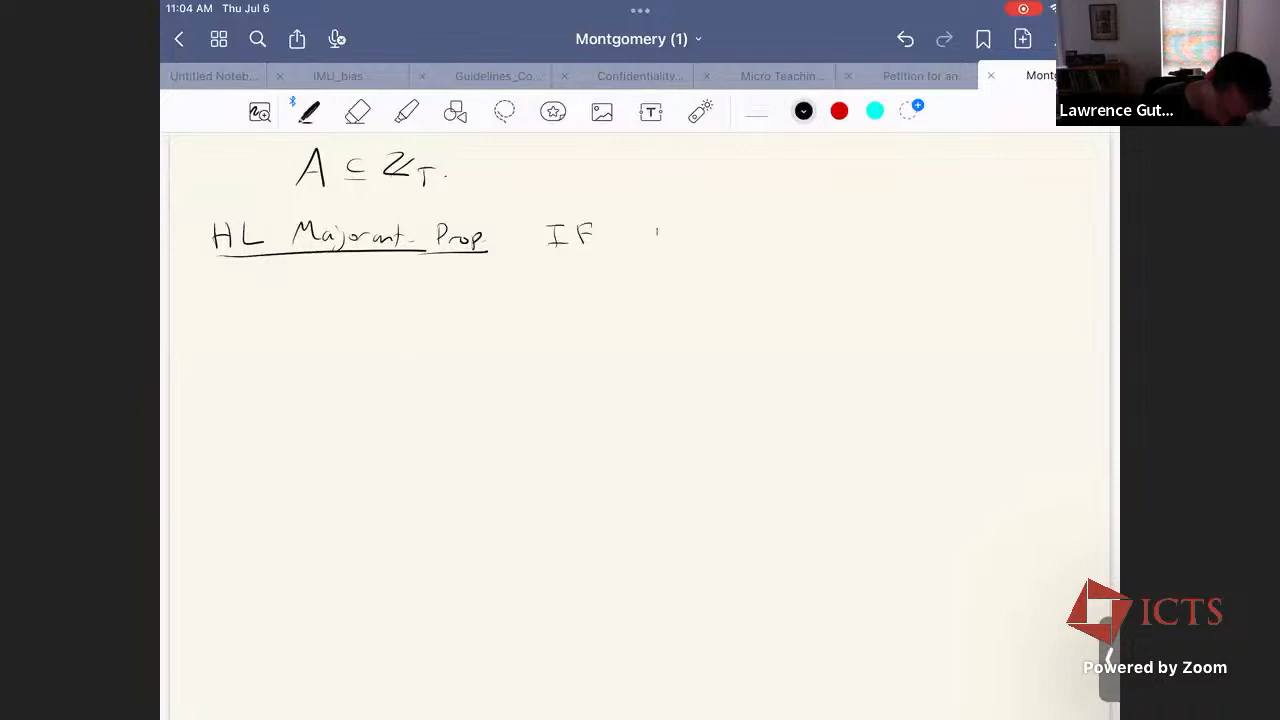 11:04 AM Thu Jul 6
Montgomery (1)
Untitled Noteb...
IMU_bias
Guidelines_Co...
Confidentiality...
Micro Teachin...
Petition for an
Lawrence Gut...
A ⊆ ℤ_T.
HL Majorant Prop. IF
ICTS
Powered by Zoom